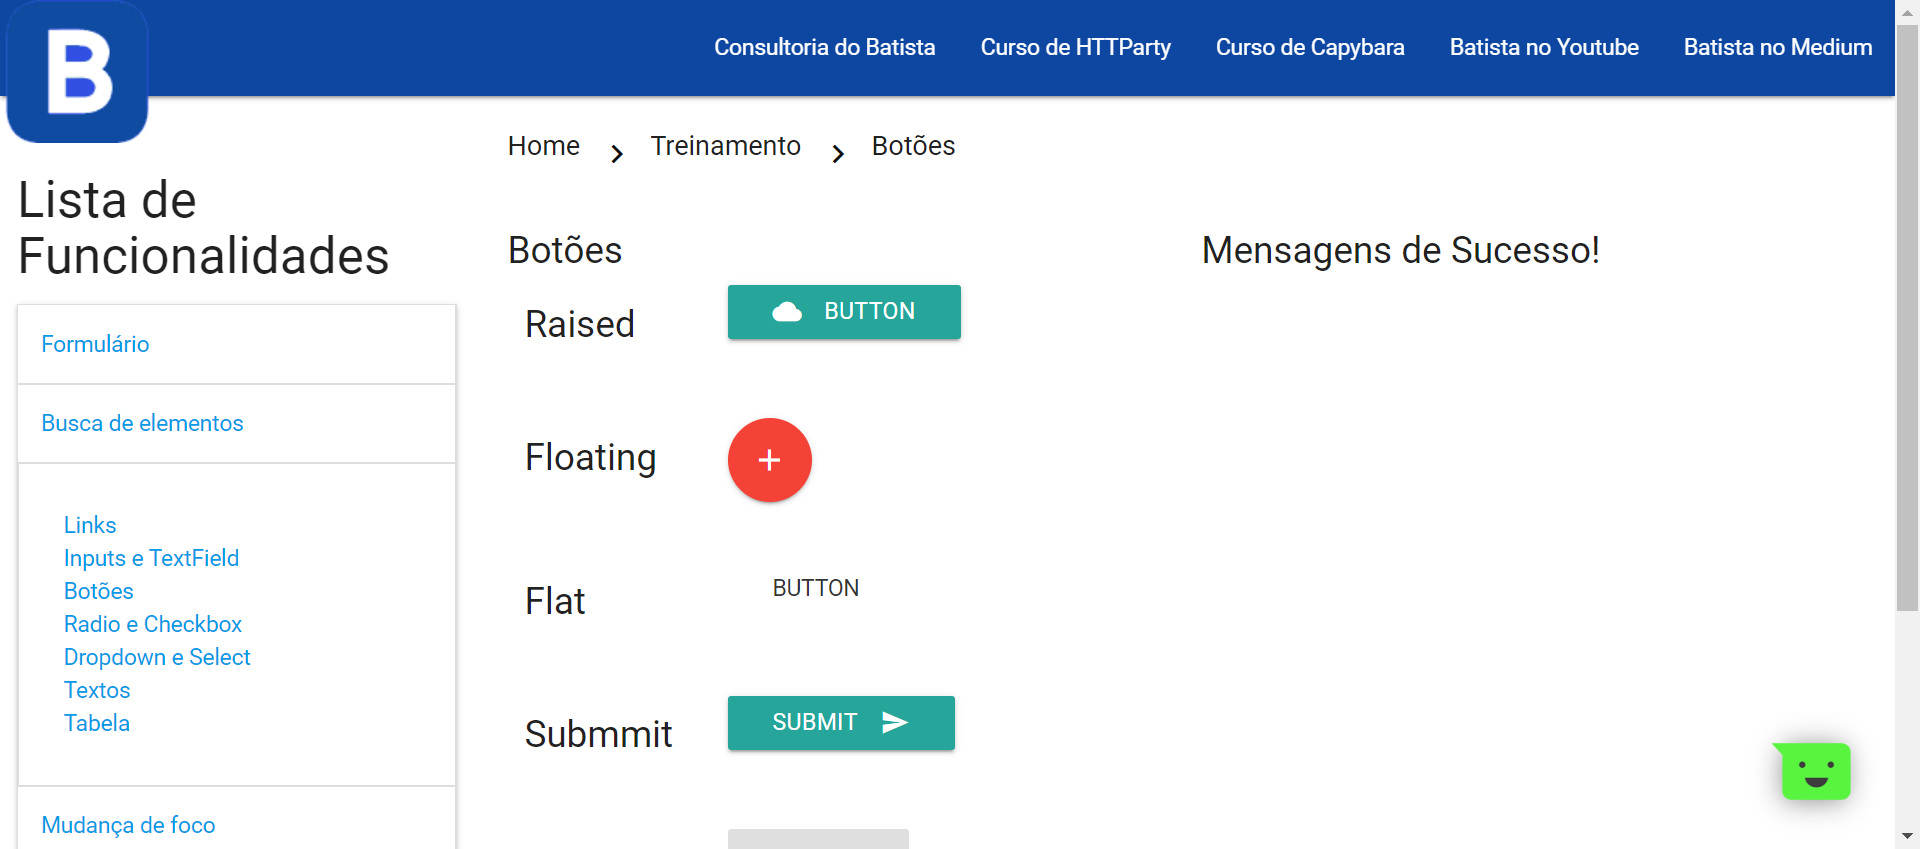 B
Consultoria do Batista
Curso de HTTParty
Curso de Capybara
Batista no Youtube
Batista no Medium
Home
Treinamento
Botões
Lista de
Funcionalidades
Formulário
Busca de elementos
Links
Inputs e TextField
Botões
Radio e Checkbox
Dropdown e Select
Textos
Tabela
Mudança de foco
Botões
Raised
BUTTON
Floating
Flat
BUTTON
Submmit
SUBMIT
Mensagens de Sucesso!